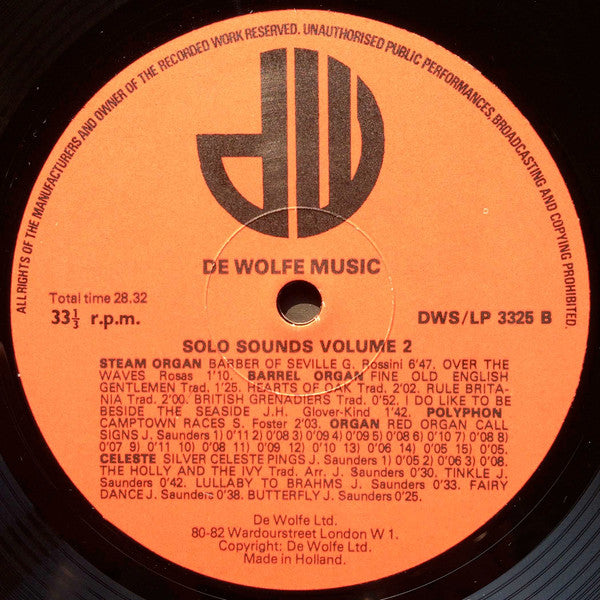 ALL RIGHTS OF THE MANUFACTURERS AND OWNER OF THE RECORDED WORK RESERVED. UNAUTHORISED PUBLIC PERFORMANCES, BROADCASTING AND COPYING PROHIBITED.
DE WOLFE MUSIC
Total time 28.32
33⅓ r.p.m.
DWS/LP 3325 B
SOLO SOUNDS VOLUME 2
STEAM ORGAN BARBER OF SEVILLE G. Rossini 6'47. OVER THE
WAVES Rosas 1'10. BARREL ORGAN FINE OLD ENGLISH
GENTLEMEN Trad. 1'25. HEARTS OF OAK Trad. 2'02. RULE BRITA-
NIA Trad. 2'00. BRITISH GRENADIERS Trad. 0'52. I DO LIKE TO BE
BESIDE THE SEASIDE J.H. Glover-Kind 1'42. POLYPHON
CAMPTOWN RACES S. Foster 2'03. ORGAN RED ORGAN CALL
SIGNS J. Saunders 1) 0'11 2) 0'08 3) 0'09 4) 0'09 5) 0'08 6) 0'10 7) 0'08 8)
0'07 9) 0'11 10) 0'08 11) 0'09 12) 0'10 13) 0'06 14) 0'05 15) 0'05.
CELESTE SILVER CELESTE PINGS J. Saunders 1) 0'05 2) 0'06 3) 0'08.
THE HOLLY AND THE IVY Trad. Arr. J. Saunders 0'30. TINKLE J.
Saunders 0'42. LULLABY TO BRAHMS J. Saunders 0'33. FAIRY
DANCE J. Saunders 0'38. BUTTERFLY J. Saunders 0'25.
De Wolfe Ltd.
80-82 Wardourstreet London W 1.
Copyright: De Wolfe Ltd.
Made in Holland.